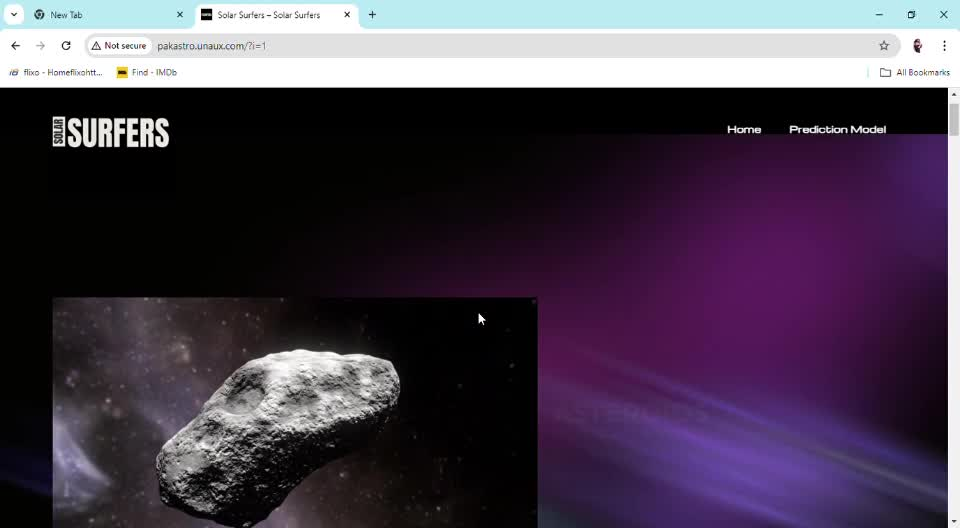 New Tab
Solar Surfers – Solar Surfers
Not secure
pakastro.unaux.com/?i=1
flixo - Homeflixohtt...
Find - IMDb
All Bookmarks
SOLAR SURFERS
Home
Prediction Model
ASTEROIDS